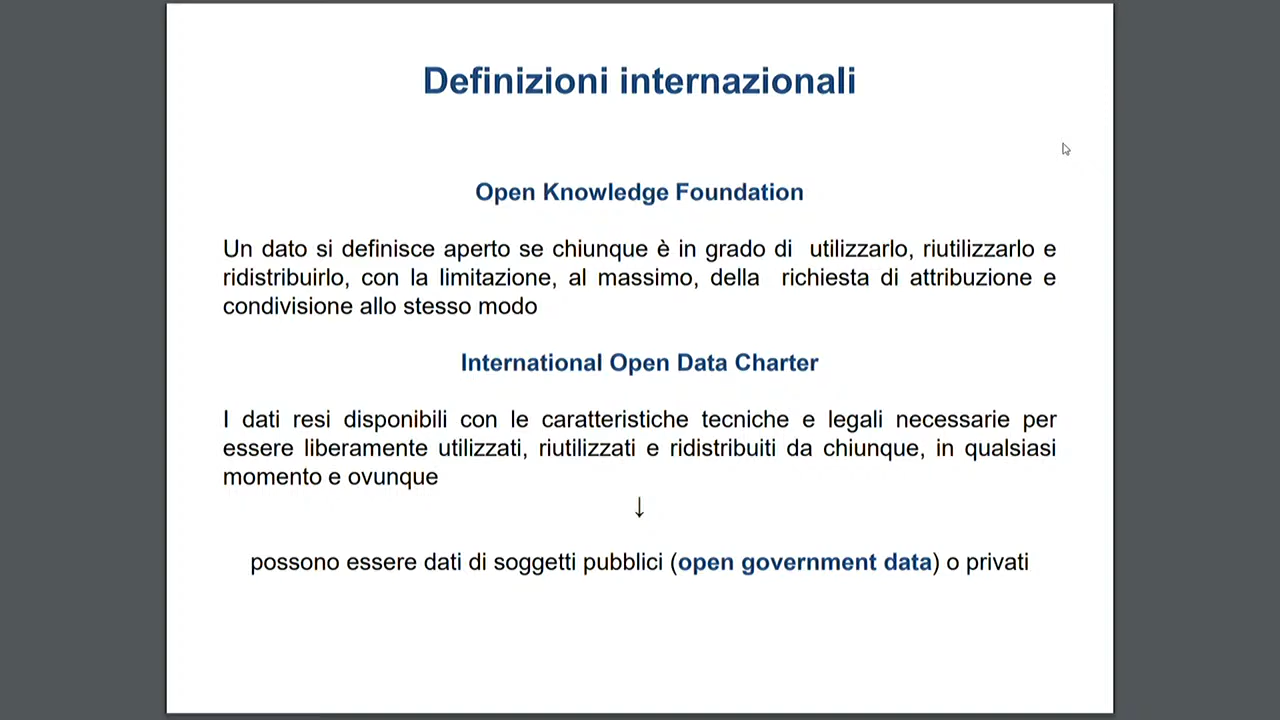 Definizioni internazionali
Open Knowledge Foundation
Un dato si definisce aperto se chiunque è in grado di utilizzarlo, riutilizzarlo e
ridistribuirlo, con la limitazione, al massimo, della richiesta di attribuzione e
condivisione allo stesso modo
International Open Data Charter
I dati resi disponibili con le caratteristiche tecniche e legali necessarie per
essere liberamente utilizzati, riutilizzati e ridistribuiti da chiunque, in qualsiasi
momento e ovunque
↓
possono essere dati di soggetti pubblici (open government data) o privati